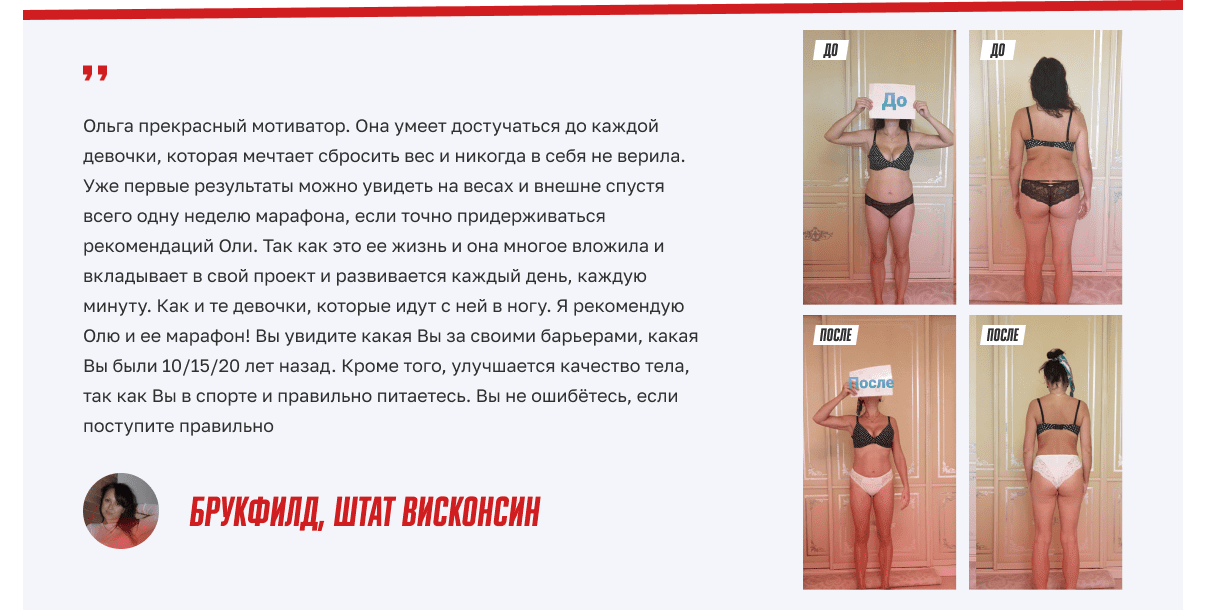 Ольга прекрасный мотиватор. Она умеет достучаться до каждой
девочки, которая мечтает сбросить вес и никогда в себя не верила.
Уже первые результаты можно увидеть на весах и внешне спустя
всего одну неделю марафона, если точно придерживаться
рекомендаций Оли. Так как это ее жизнь и она многое вложила и
вкладывает в свой проект и развивается каждый день, каждую
минуту. Как и те девочки, которые идут с ней в ногу. Я рекомендую
Олю и ее марафон! Вы увидите какая Вы за своими барьерами, какая
Вы были 10/15/20 лет назад. Кроме того, улучшается качество тела,
так как Вы в спорте и правильно питаетесь. Вы не ошибётесь, если
поступите правильно
БРУКФИЛД, ШТАТ ВИСКОНСИН
ДО
До
ДО
ПОСЛЕ
После
ПОСЛЕ